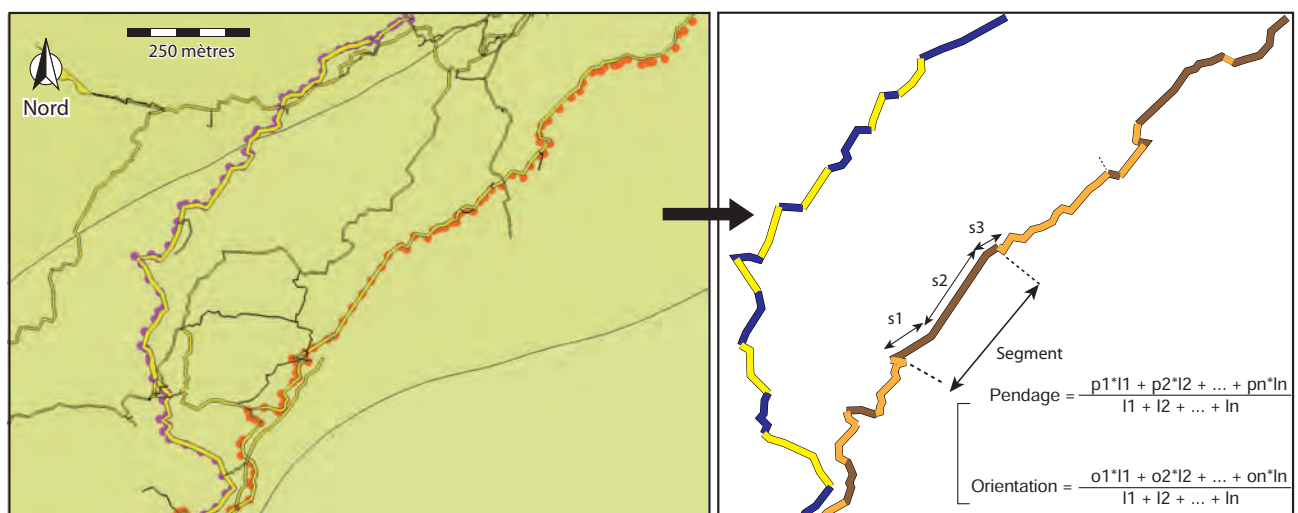 250 mètres
Nord
s3
s2
s1
Segment
Pendage = p1*l1 + p2*l2 + ... + pn*ln
l1 + l2 + ... + ln
Orientation = o1*l1 + o2*l2 + ... + on*ln
l1 + l2 + ... + ln